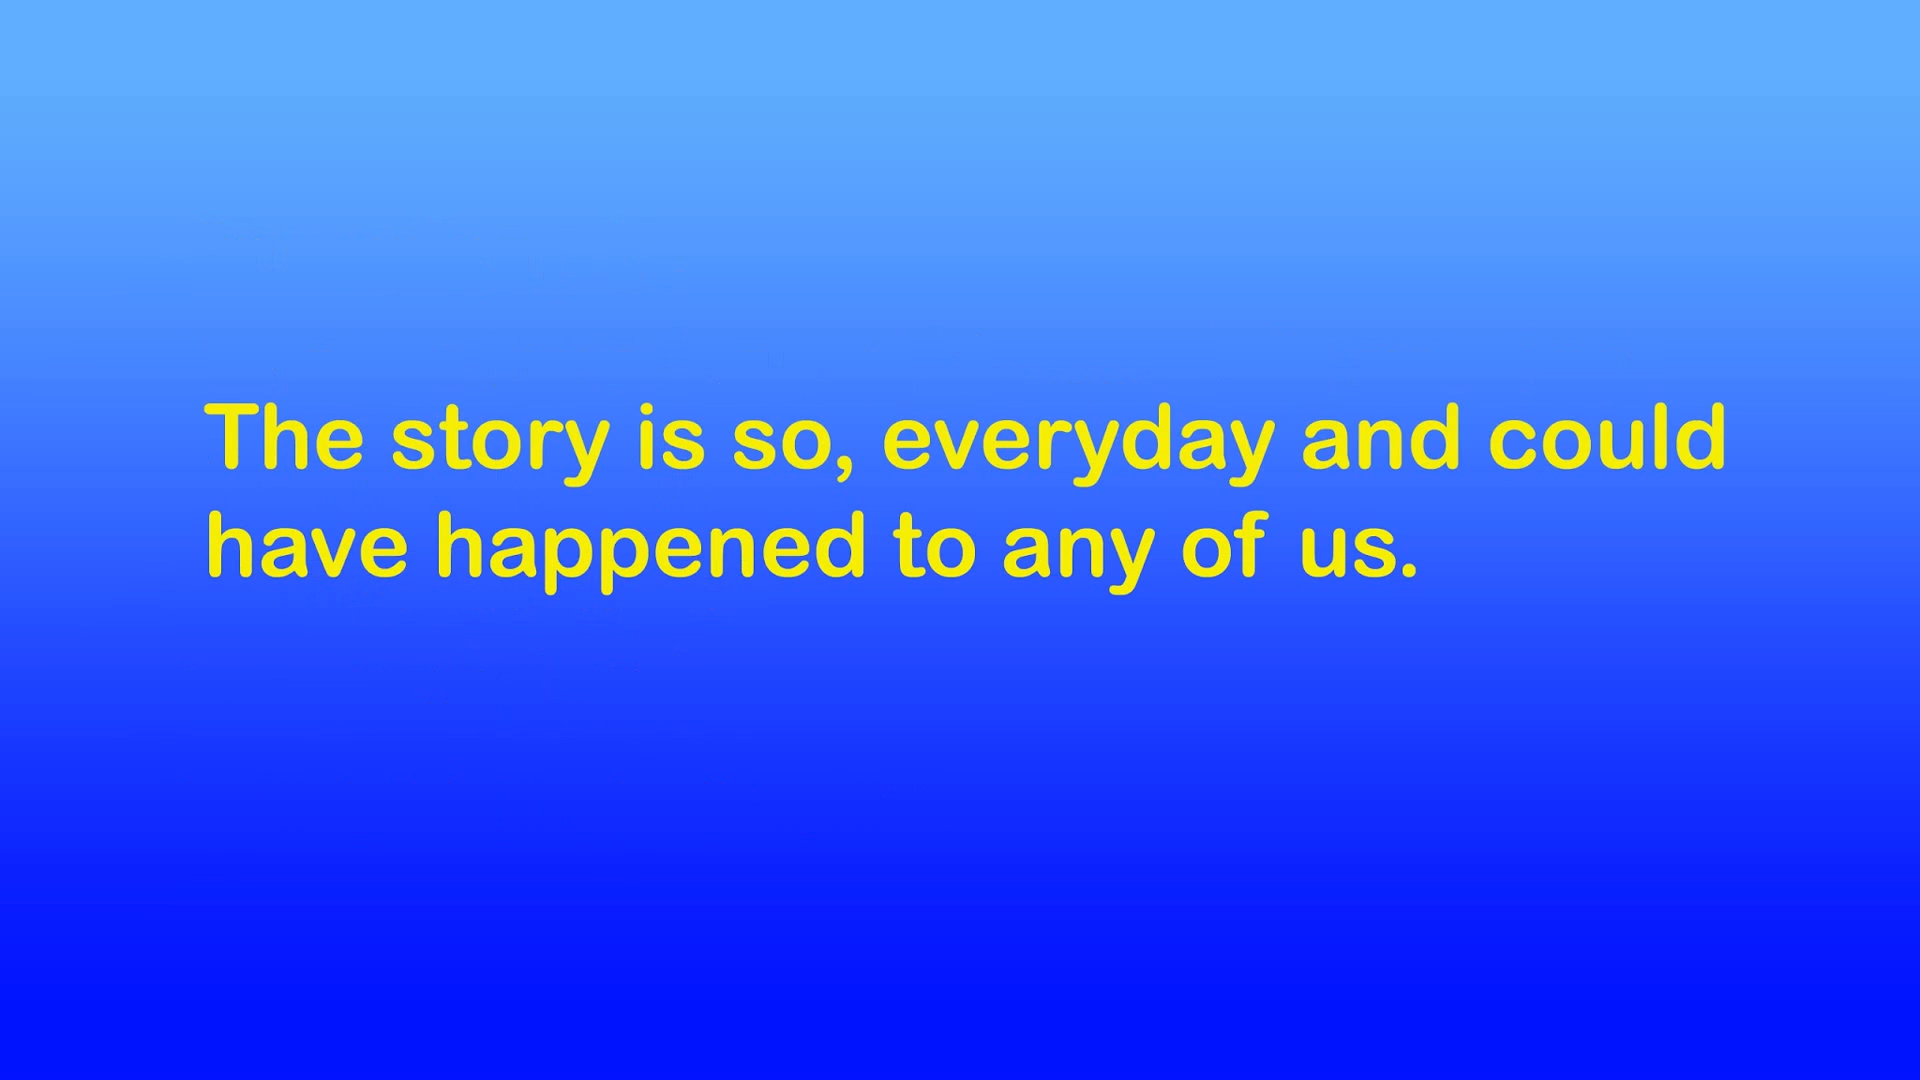 The story is so, everyday and could
have happened to any of us.